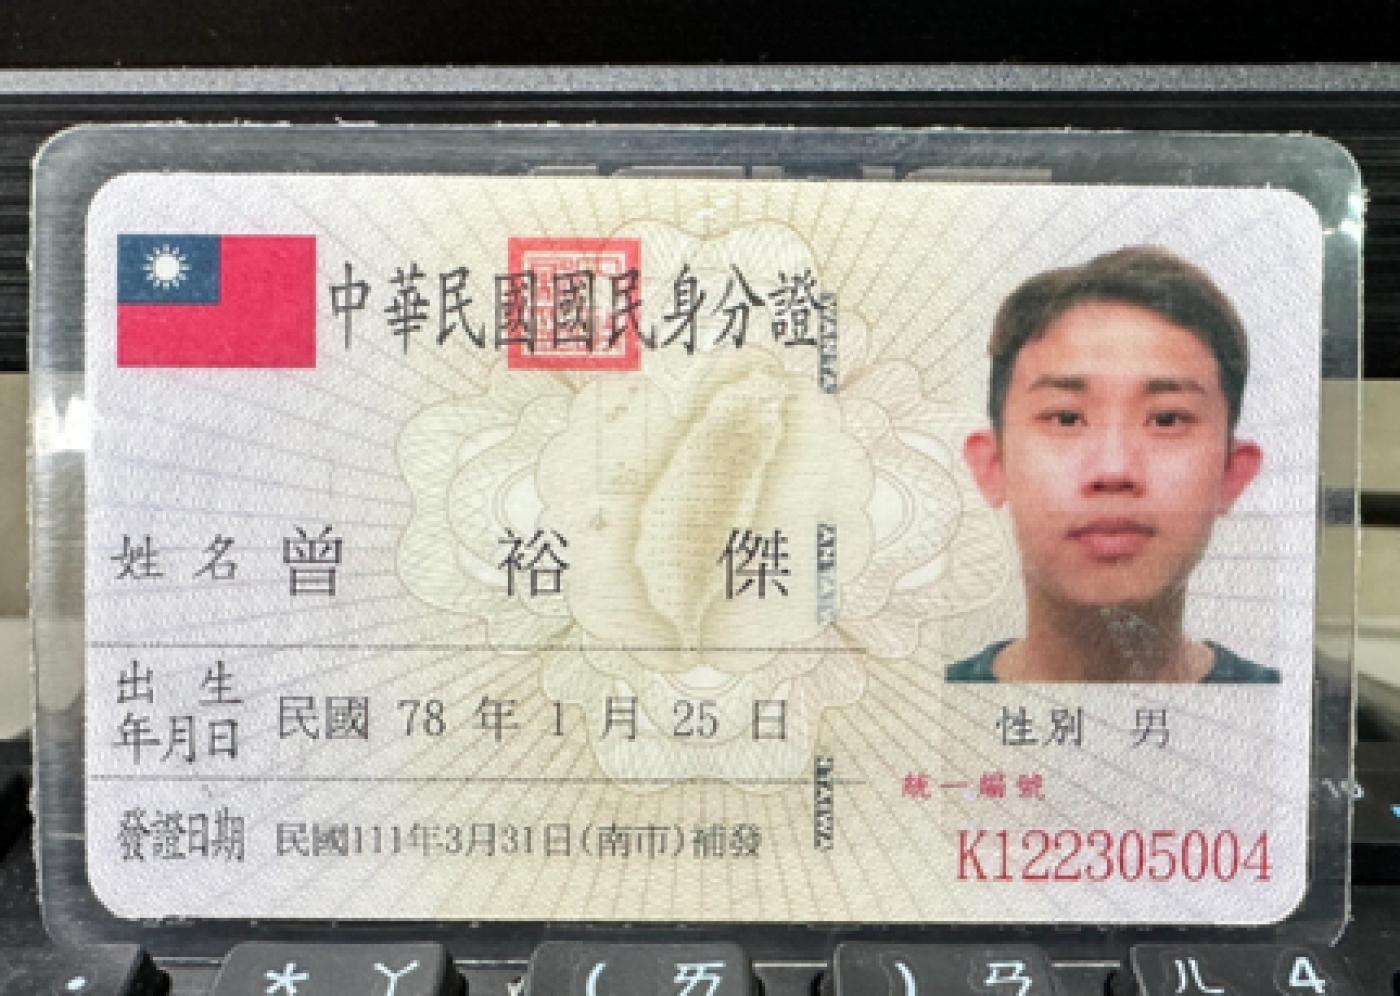 中華民國國民身分證
姓名 曾裕傑
出生年月日 民國 78 年 1 月 25 日
發證日期 民國111年3月31日(南市)補發
性別 男
統一編號
K122305004
* ㄚ ( ㄞ ) ㄢ ㄦ 4